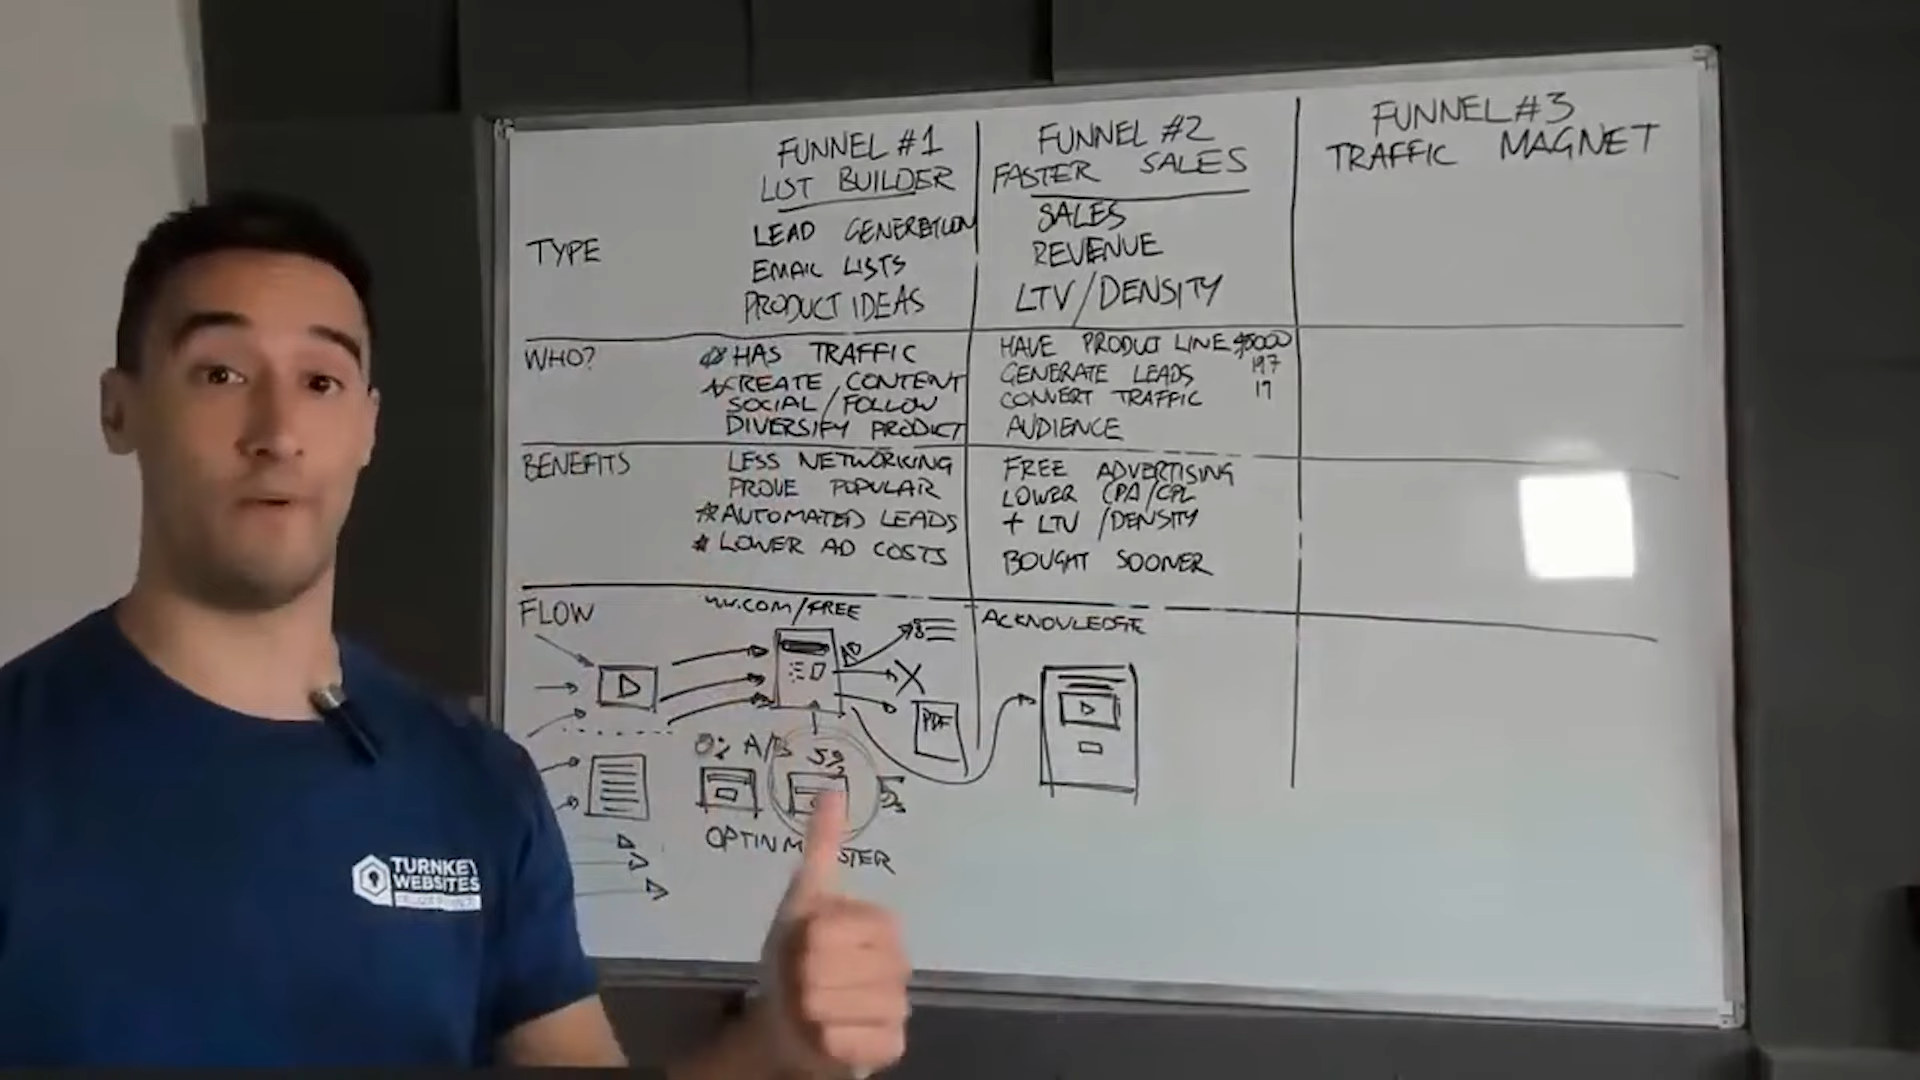 FUNNEL #1
LIST BUILDER
FUNNEL #2
FASTER SALES
FUNNEL #3
TRAFFIC MAGNET
TYPE
LEAD GENERATION
EMAIL LISTS
PRODUCT IDEAS
SALES
REVENUE
LTV/DENSITY
WHO?
HAS TRAFFIC
CREATE CONTENT
SOCIAL/FOLLOW
DIVERSIFY PRODUCT
HAVE PRODUCT LINE $5000
GENERATE LEADS 197
CONVERT TRAFFIC 17
AUDIENCE
BENEFITS
LESS NETWORKING
PROVE POPULAR
AUTOMATED LEADS
LOWER AD COSTS
FREE ADVERTISING
LOWER CPA/CPL
+ LTV /DENSITY
BOUGHT SOONER
FLOW
.COM/FREE
ACKNOWLEDGE
PDF
A/B
OPTINMONSTER
TURNKEY
WEBSITES